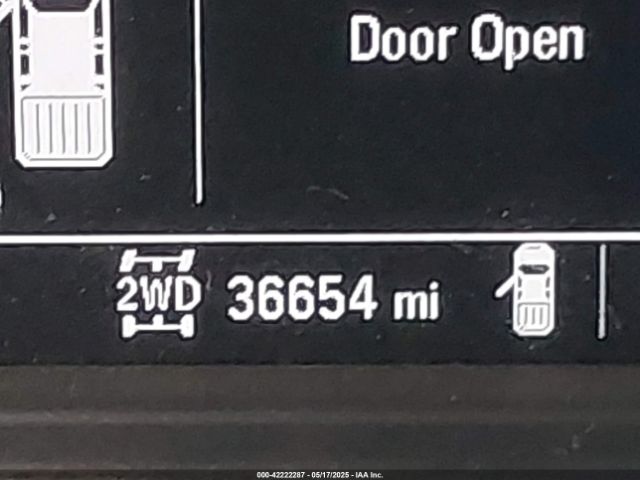 Door Open
2WD 36654 mi
000-42222287 - 05/17/2025 - IAA Inc.